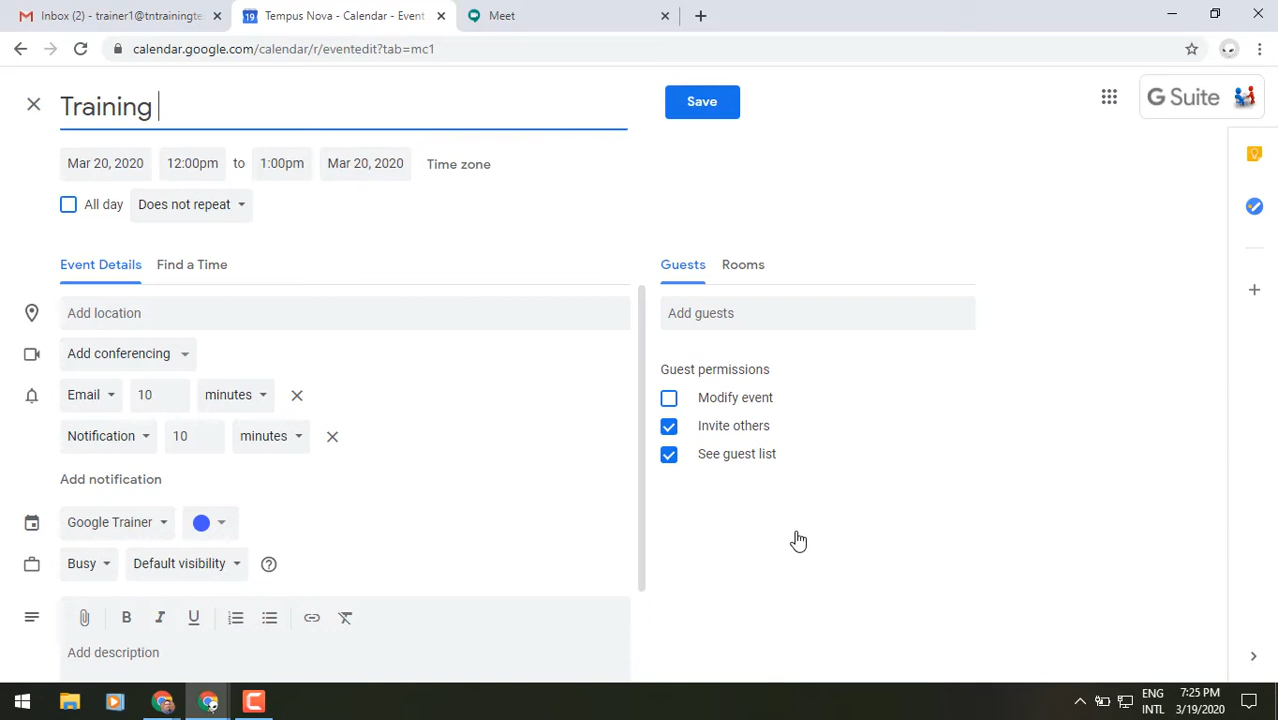 Inbox (2) - trainer1@tntrainingte
Tempus Nova - Calendar - Event
Meet
calendar.google.com/calendar/r/eventedit?tab=mc1
Training
Save
G Suite
Mar 20, 2020 12:00pm to 1:00pm Mar 20, 2020 Time zone
All day Does not repeat
Event Details Find a Time
Guests Rooms
Add location
Add guests
Add conferencing
Guest permissions
Email 10 minutes
Modify event
Invite others
Notification 10 minutes
See guest list
Add notification
Google Trainer
Busy Default visibility
B I U
Add description
ENG
INTL
7:25 PM
3/19/2020